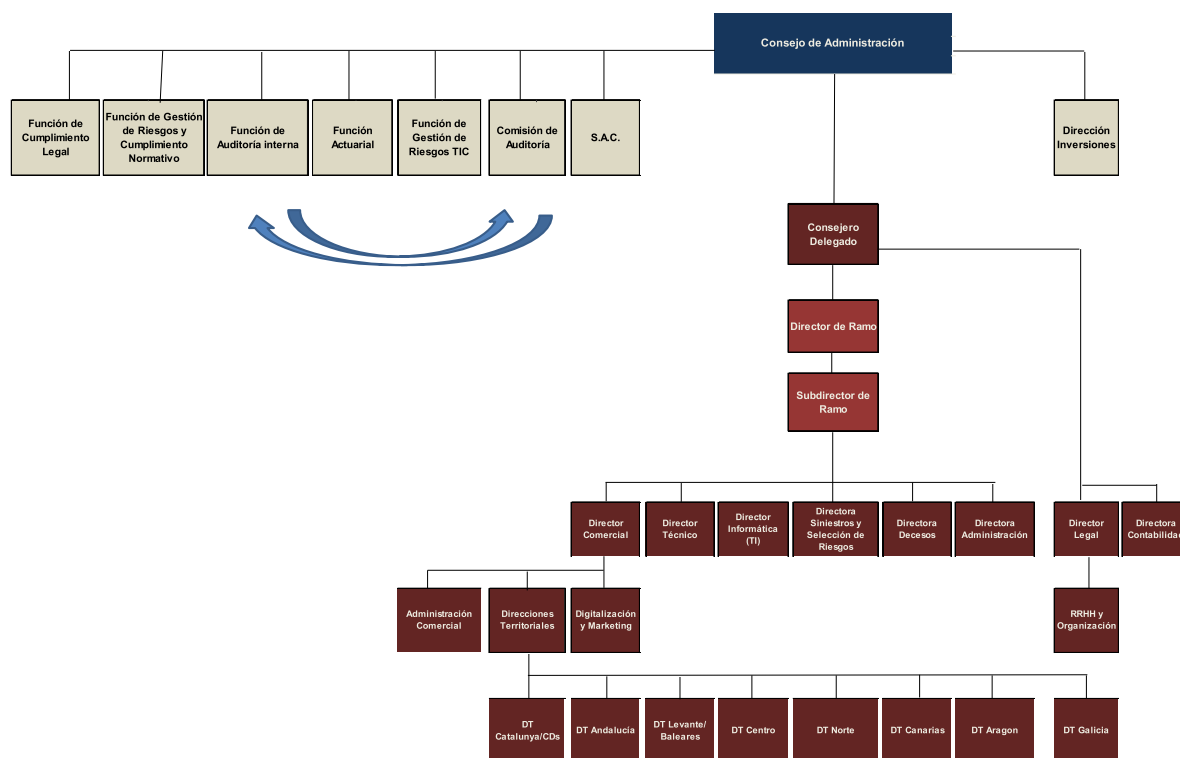 Consejo de Administración
Función de
Cumplimiento
Legal
Función de Gestión
de Riesgos y
Cumplimiento
Normativo
Función de
Auditoría interna
Función
Actuarial
Función de
Gestión de
Riesgos TIC
Comisión de
Auditoría
S.A.C.
Dirección
Inversiones
Consejero
Delegado
Director de Ramo
Subdirector de
Ramo
Director
Comercial
Director
Técnico
Director
Informática
(TI)
Directora
Siniestros y
Selección de
Riesgos
Directora
Decesos
Directora
Administración
Director
Legal
Directora
Contabilidad
Administración
Comercial
Direcciones
Territoriales
Digitalización
y Marketing
RRHH y
Organización
DT
Catalunya/CDs
DT Andalucía
DT Levante/
Baleares
DT Centro
DT Norte
DT Canarias
DT Aragon
DT Galicia